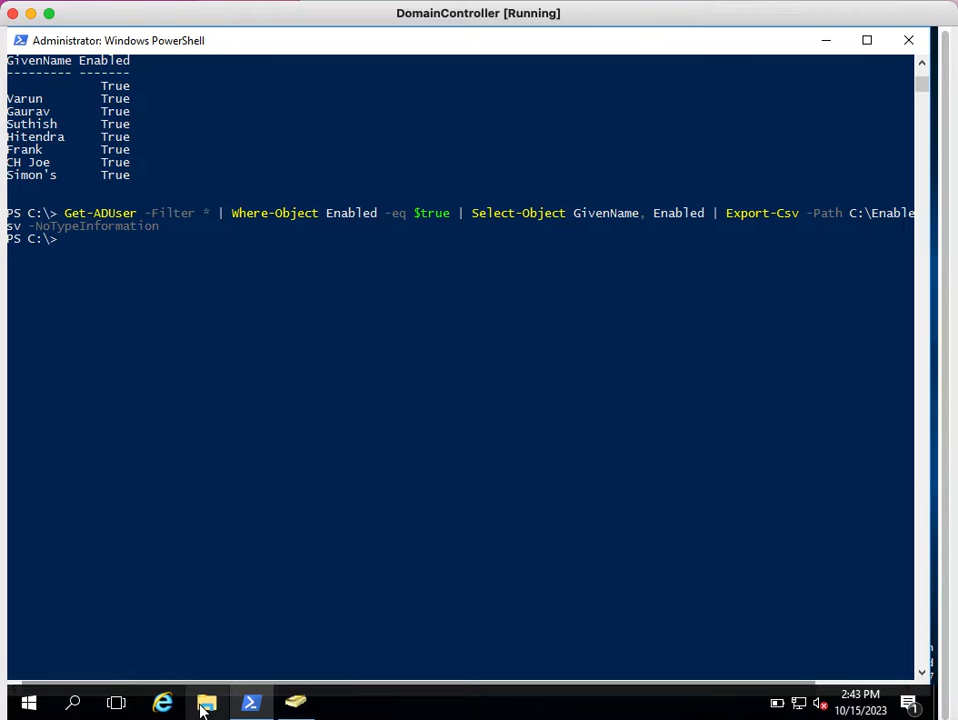 DomainController [Running]
Administrator: Windows PowerShell
GivenName Enabled
--------- -------
True
Varun True
Gaurav True
Suthish True
Hitendra True
Frank True
CH Joe True
Simon's True
PS C:\> Get-ADUser -Filter * | Where-Object Enabled -eq $true | Select-Object GivenName, Enabled | Export-Csv -Path C:\Enable
sv -NoTypeInformation
PS C:\>
2:43 PM
10/15/2023
1